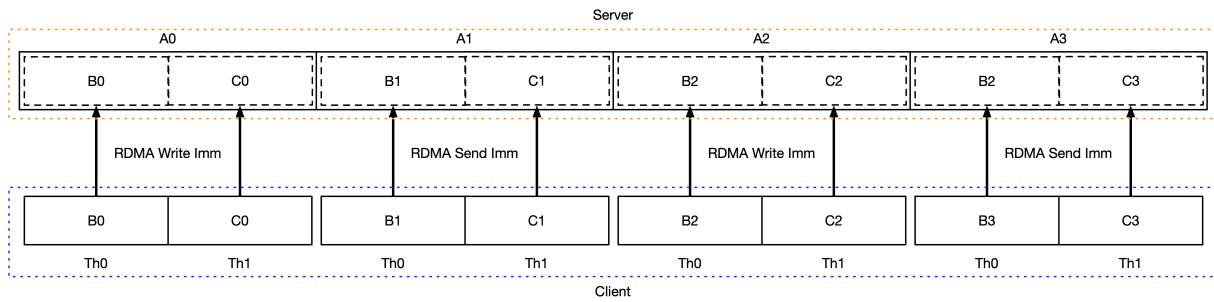 Server
A0 A1 A2 A3
B0 C0 B1 C1 B2 C2 B2 C3
RDMA Write Imm RDMA Send Imm RDMA Write Imm RDMA Send Imm
B0 C0 B1 C1 B2 C2 B3 C3
Th0 Th1 Th0 Th1 Th0 Th1 Th0 Th1
Client